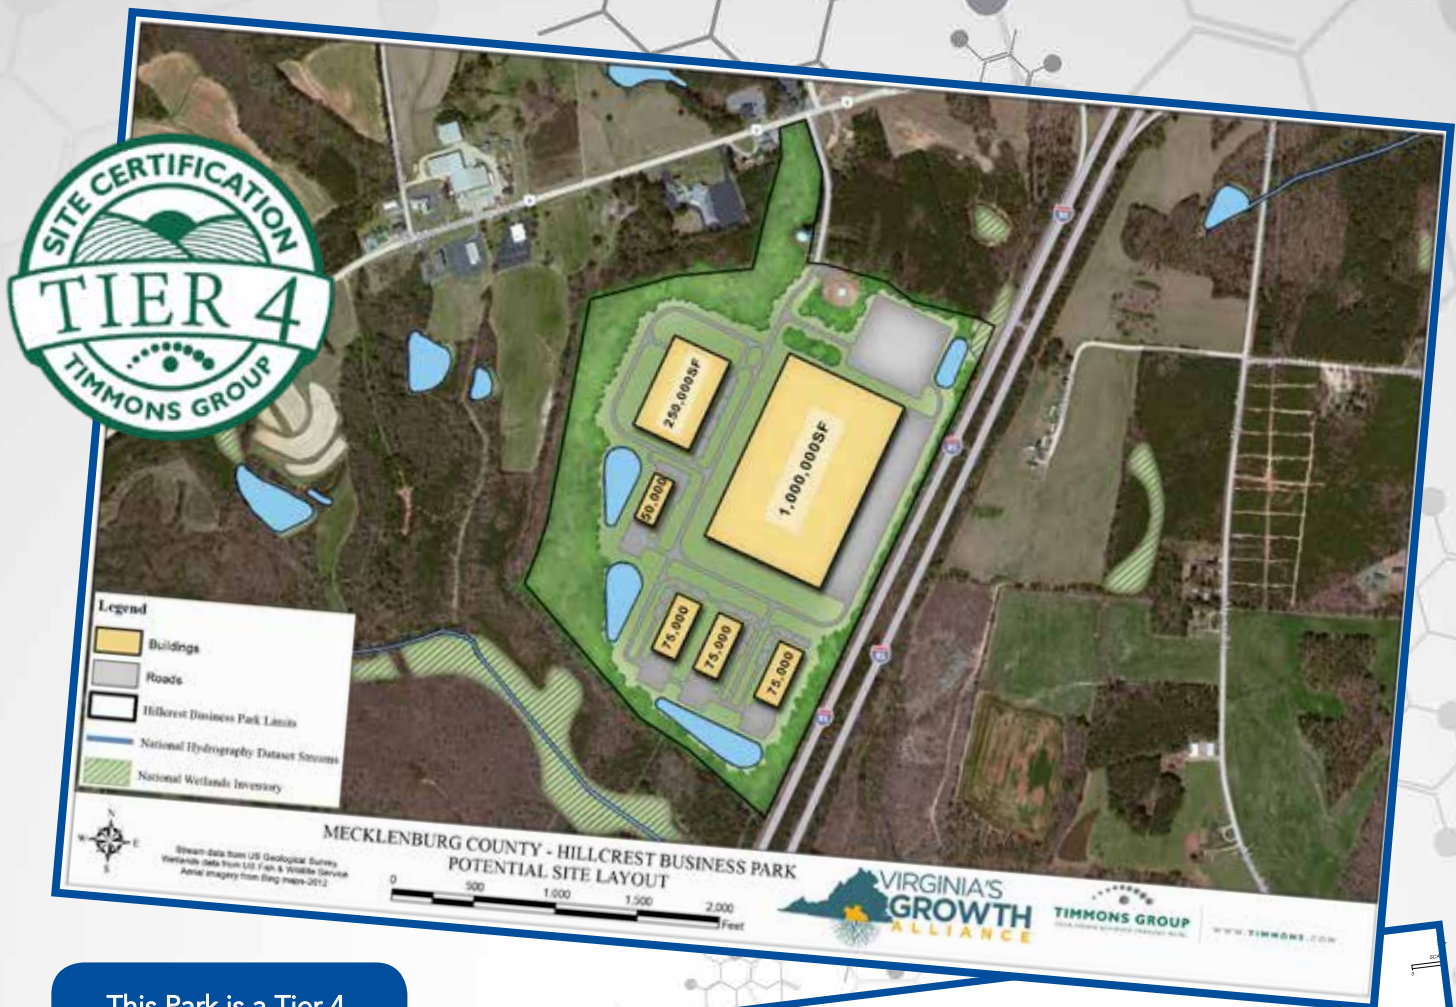 SITE CERTIFICATION
TIER 4
TIMMONS GROUP
250,000SF
1,000,000SF
50,000
75,000
75,000
75,000
85
85
85
85
Legend
Buildings
Roads
Hillcrest Business Park Limits
National Hydrography Dataset Streams
National Wetlands Inventory
N
W E
S
Stream data from US Geological Survey
Wetlands data from US Fish & Wildlife Service
Aerial imagery from Bing maps-2012
MECKLENBURG COUNTY - HILLCREST BUSINESS PARK
POTENTIAL SITE LAYOUT
0 500 1,000 1,500 2,000
Feet
VIRGINIA'S
GROWTH
ALLIANCE
TIMMONS GROUP
WWW.TIMMONS.COM
This Park is a Tier 4